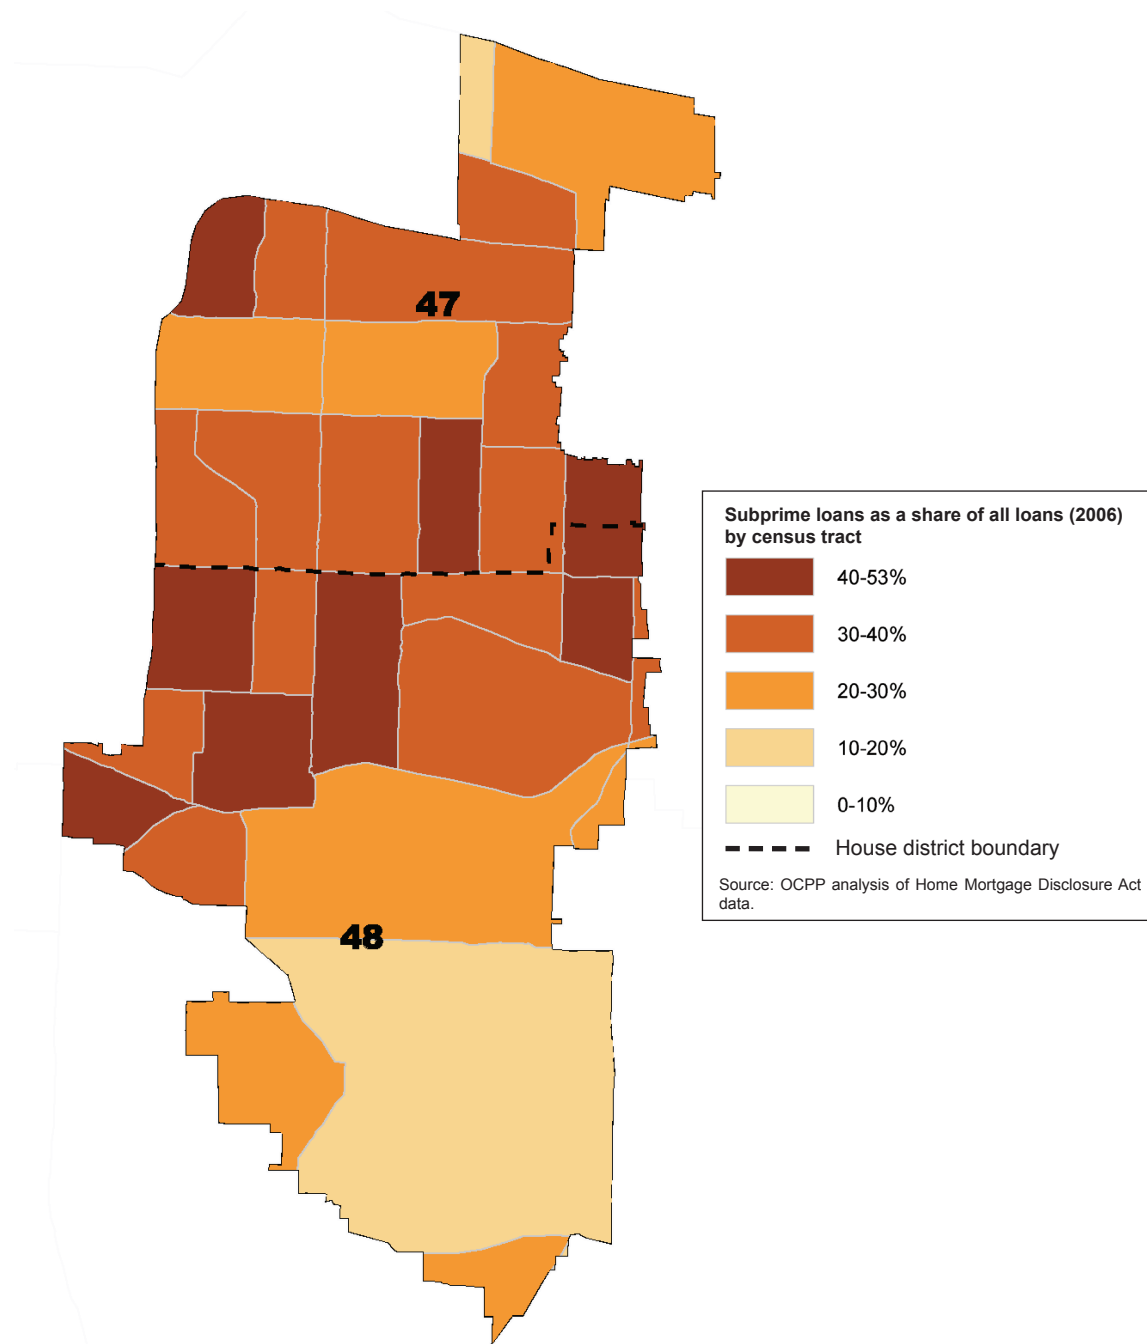 47
Subprime loans as a share of all loans (2006)
by census tract
40-53%
30-40%
20-30%
10-20%
0-10%
House district boundary
Source: OCPP analysis of Home Mortgage Disclosure Act
data.
48